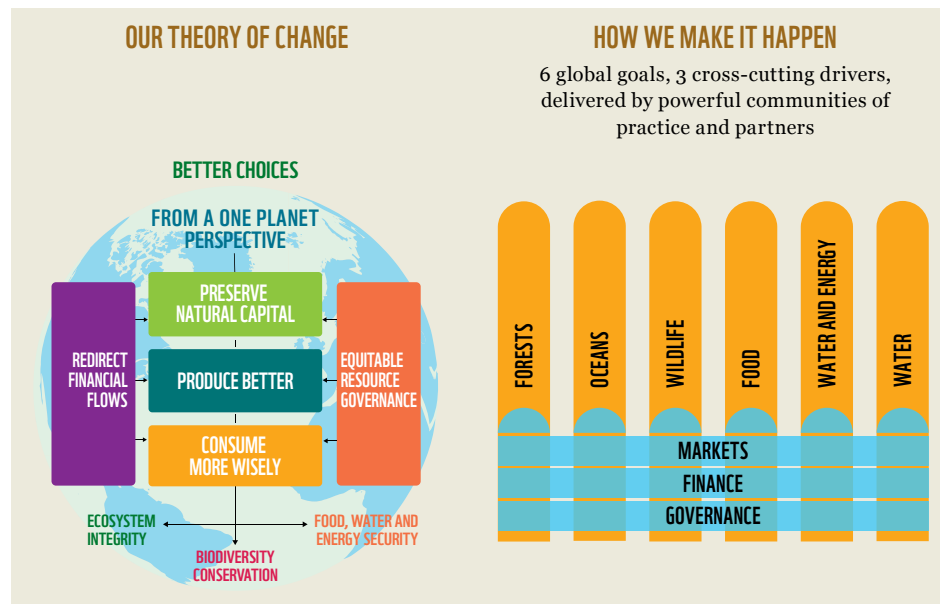 OUR THEORY OF CHANGE
BETTER CHOICES
FROM A ONE PLANET
PERSPECTIVE
PRESERVE
NATURAL CAPITAL
REDIRECT
FINANCIAL
FLOWS
PRODUCE BETTER
EQUITABLE
RESOURCE
GOVERNANCE
CONSUME
MORE WISELY
ECOSYSTEM
INTEGRITY
BIODIVERSITY
CONSERVATION
FOOD, WATER AND
ENERGY SECURITY
HOW WE MAKE IT HAPPEN
6 global goals, 3 cross-cutting drivers,
delivered by powerful communities of
practice and partners
FORESTS
OCEANS
WILDLIFE
FOOD
WATER AND ENERGY
WATER
MARKETS
FINANCE
GOVERNANCE